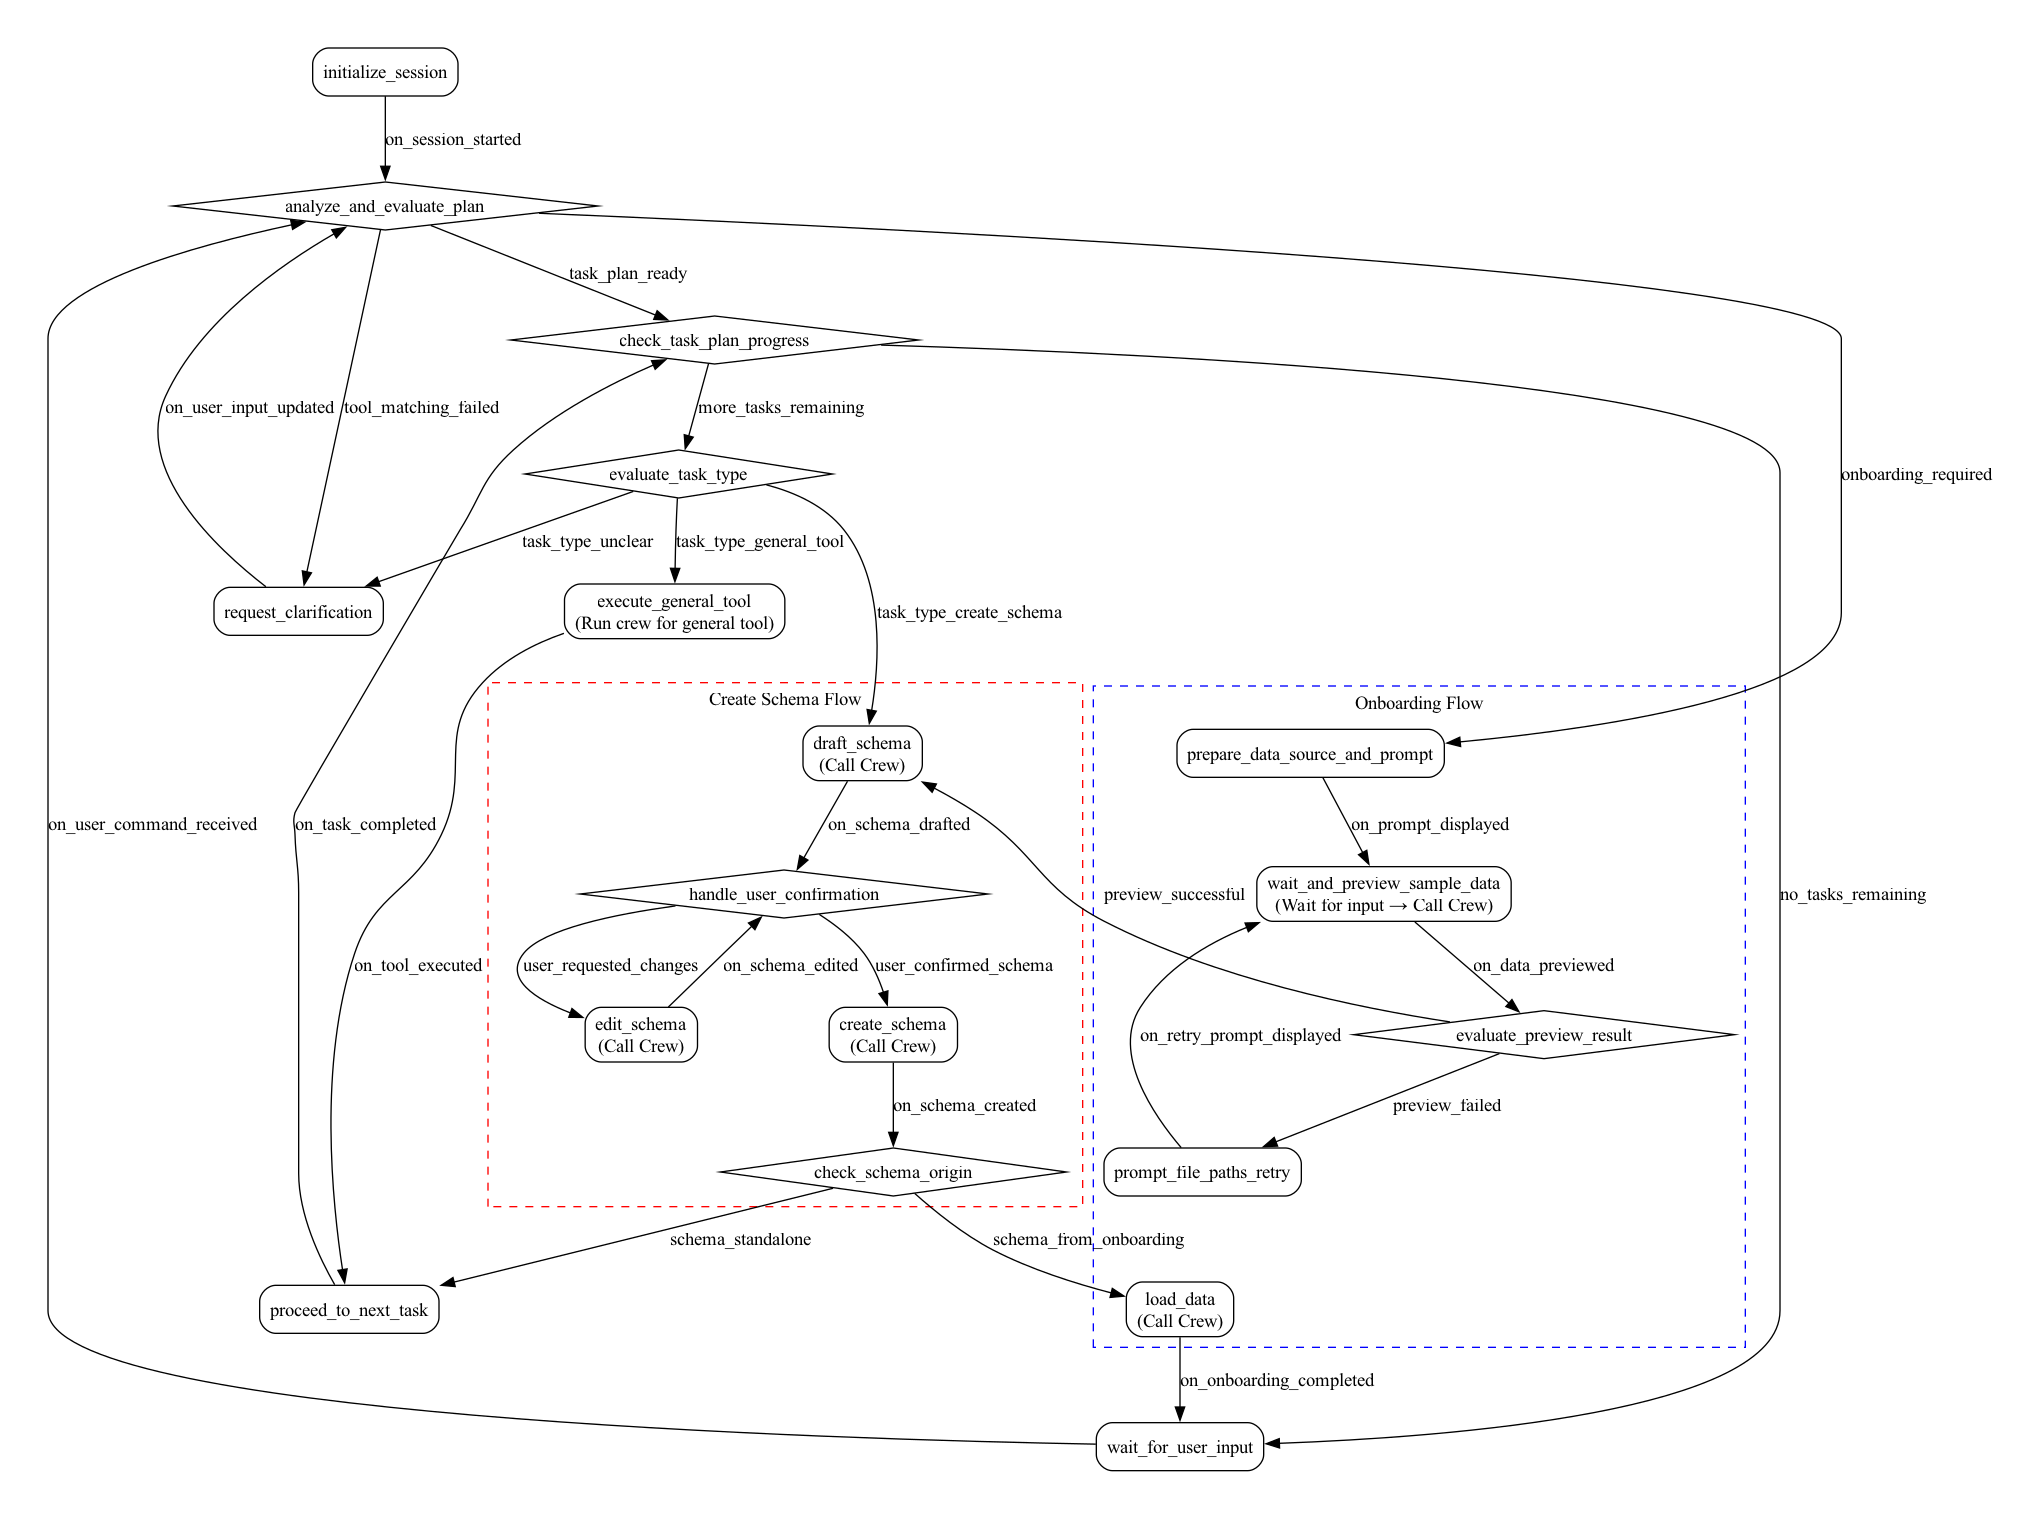 initialize_session
on_session_started
analyze_and_evaluate_plan
task_plan_ready
check_task_plan_progress
on_user_input_updated
tool_matching_failed
more_tasks_remaining
evaluate_task_type
onboarding_required
task_type_unclear
task_type_general_tool
request_clarification
execute_general_tool
(Run crew for general tool)
task_type_create_schema
Create Schema Flow
Onboarding Flow
draft_schema
(Call Crew)
prepare_data_source_and_prompt
on_user_command_received
on_task_completed
on_schema_drafted
on_prompt_displayed
handle_user_confirmation
preview_successful
wait_and_preview_sample_data
(Wait for input → Call Crew)
no_tasks_remaining
on_tool_executed
user_requested_changes
on_schema_edited
user_confirmed_schema
on_data_previewed
edit_schema
(Call Crew)
create_schema
(Call Crew)
on_retry_prompt_displayed
evaluate_preview_result
on_schema_created
preview_failed
check_schema_origin
prompt_file_paths_retry
schema_standalone
schema_from_onboarding
proceed_to_next_task
load_data
(Call Crew)
on_onboarding_completed
wait_for_user_input